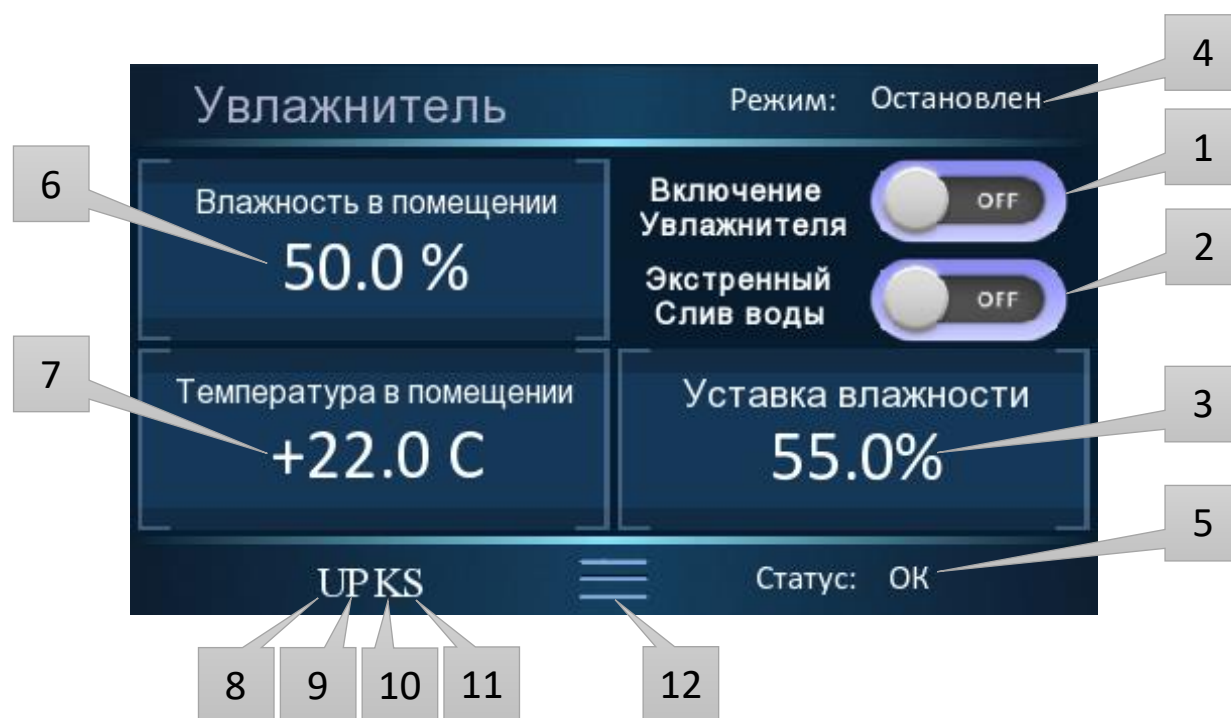 4
Увлажнитель
Режим: Остановлен
1
6
Влажность в помещении
50.0 %
Включение
Увлажнителя
OFF
2
Экстренный
Слив воды
OFF
7
Температура в помещении
+22.0 C
Уставка влажности
55.0%
3
5
UPKS
Статус: ОК
8 9 10 11 12